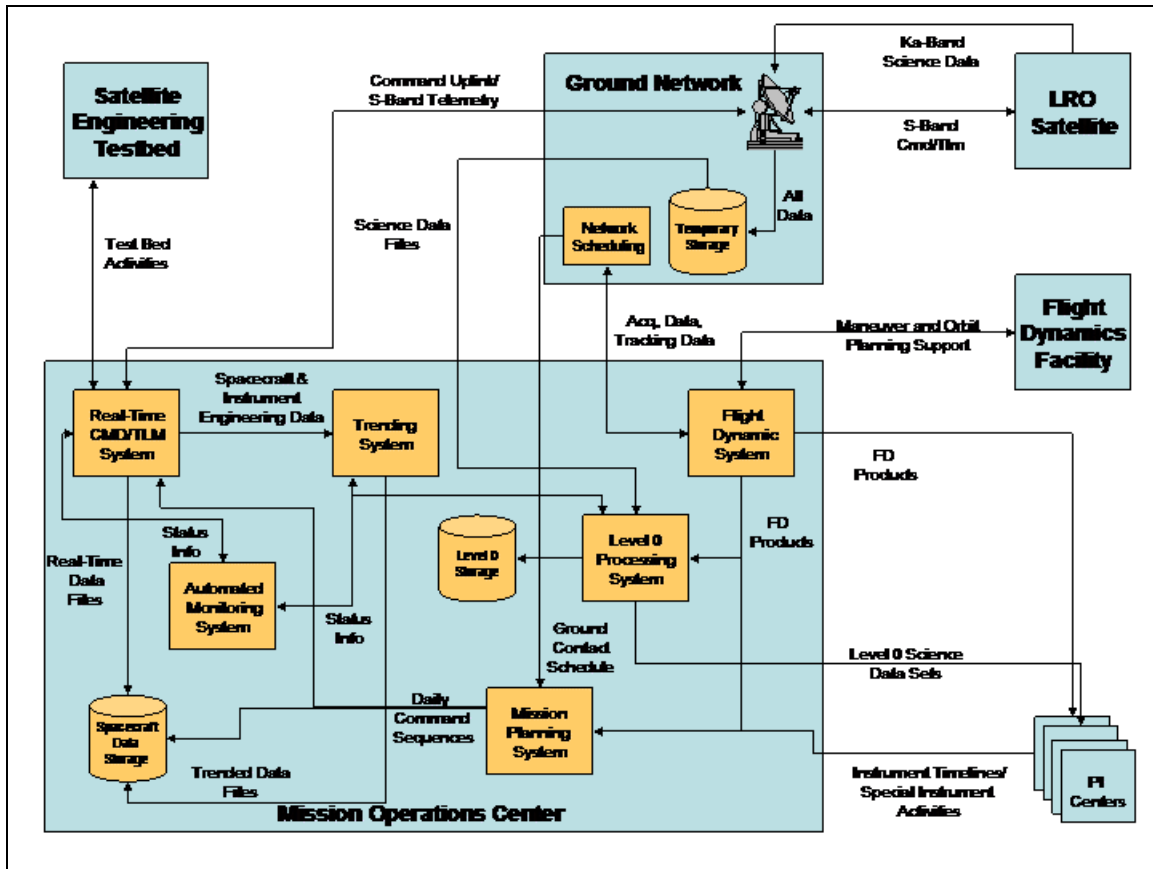 Ka-Band
Science Data
Satellite
Engineering
Testbed
Command Uplink/
S-Band Telemetry
Ground Network
LRO
Satellite
S-Band
Cmd/Tlm
All
Data
Science Data
Files
Network
Scheduling
Temporary
Storage
Test Bed
Activities
Acq, Data,
Tracking Data
Maneuver and Orbit
Planning Support
Flight
Dynamics
Facility
Spacecraft &
Instrument
Engineering Data
Real-Time
CMD/TLM
System
Trending
System
Flight
Dynamic
System
FD
Products
FD
Products
Status
Info
Level 0
Storage
Level 0
Processing
System
Real-Time
Data
Files
Automated
Monitoring
System
Status
Info
Ground
Contact
Schedule
Level 0 Science
Data Sets
Daily
Command
Sequences
Mission
Planning
System
Spacecraft
Data
Storage
Trended Data
Files
Instrument Timelines/
Special Instrument
Activities
PI
Centers
Mission Operations Center